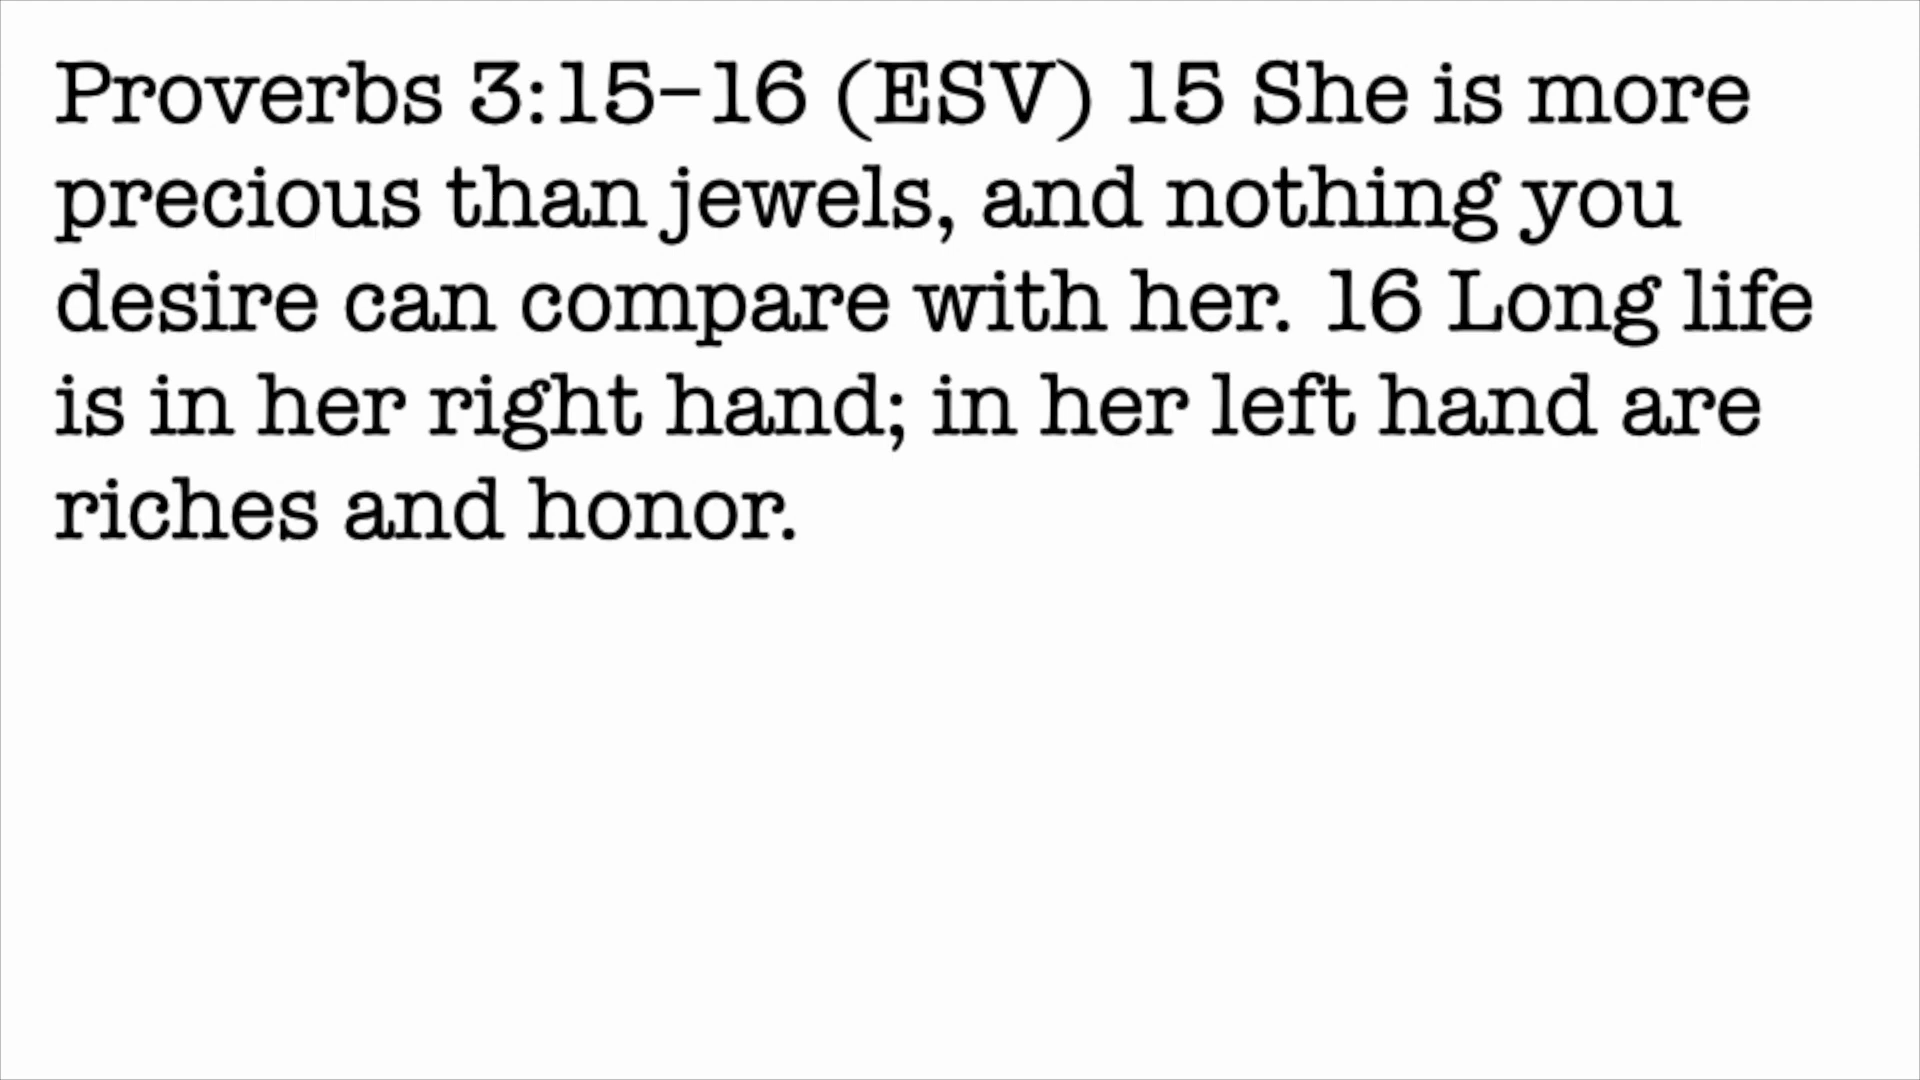 Proverbs 3:15–16 (ESV) 15 She is more
precious than jewels, and nothing you
desire can compare with her. 16 Long life
is in her right hand; in her left hand are
riches and honor.